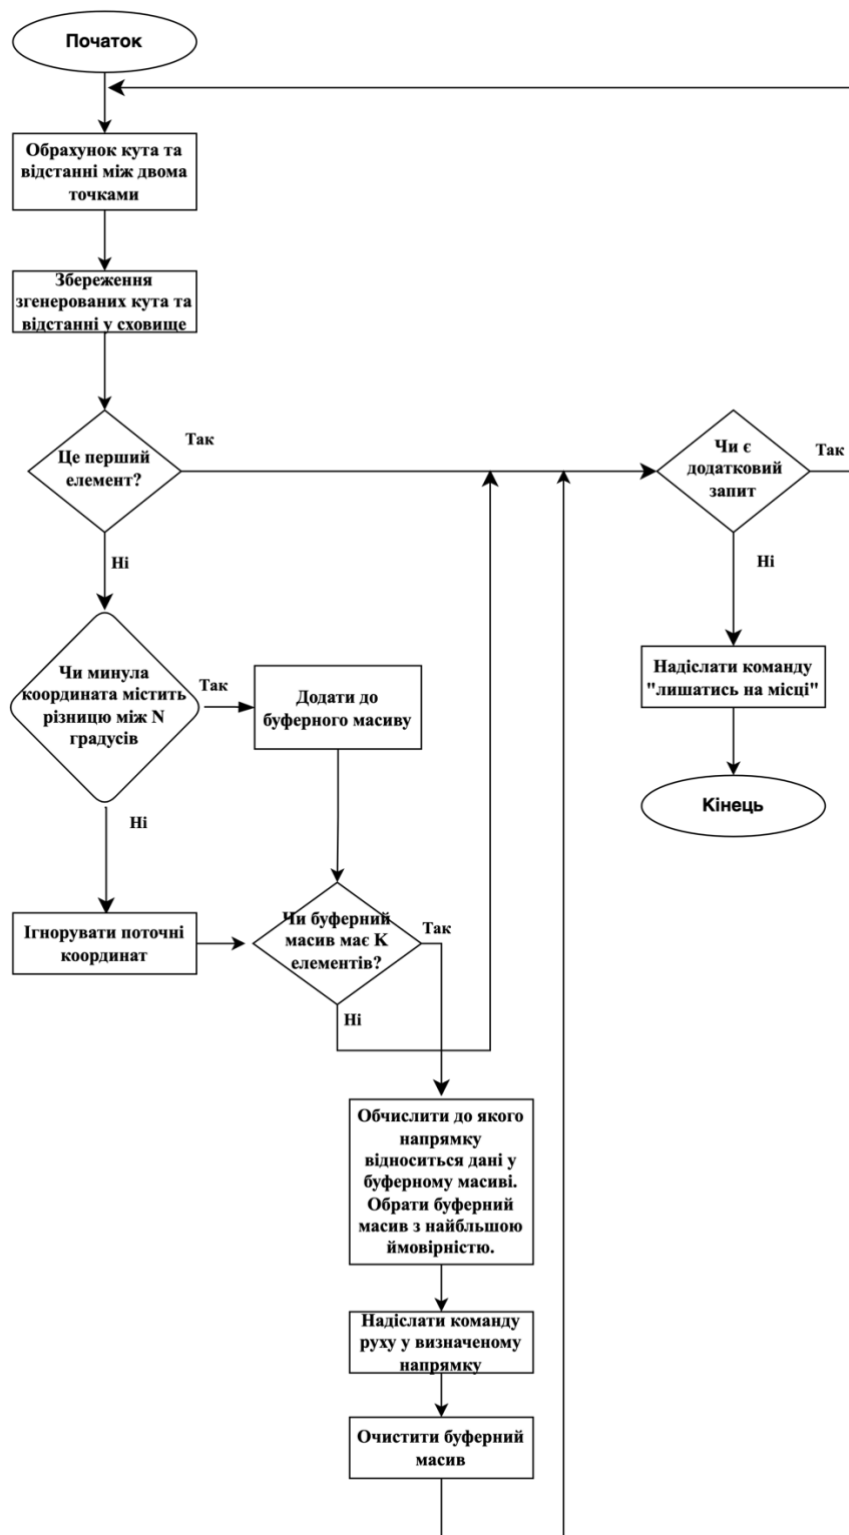 Початок
Обрахунок кута та
відстанні між двома
точками
Збереження
згенерованих кута та
відстанні у сховище
Це перший
елемент?
Так
Ні
Чи є
додатковий
запит
Так
Ні
Чи минула
координата містить
різницю між N
градусів
Так
Ні
Додати до
буферного масиву
Надіслати команду
"лишатись на місці"
Кінець
Ігнорувати поточні
координат
Чи буферний
масив має K
елементів?
Так
Ні
Обчислити до якого
напрямку
відноситься дані у
буферному масиві.
Обрати буферний
масив з найбльшою
ймовірністю.
Надіслати команду
руху у визначеному
напрямку
Очистити буферний
масив